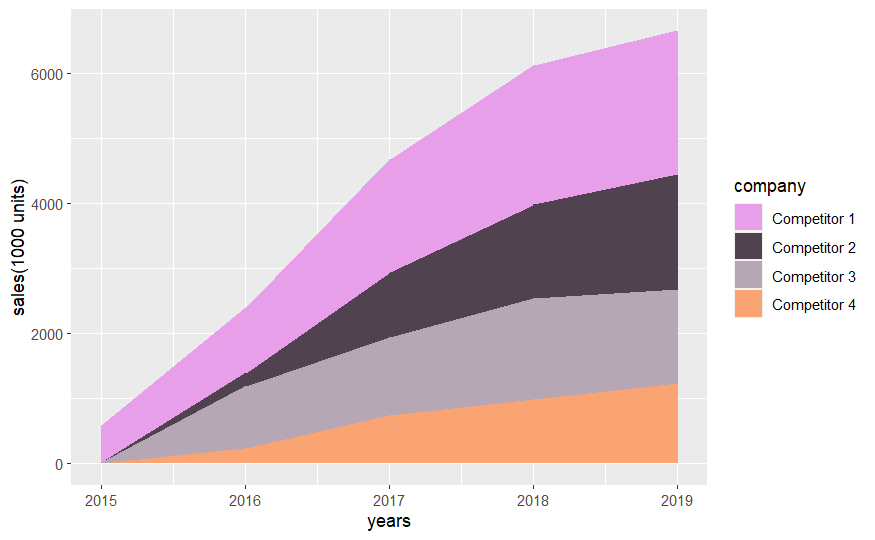 6000
4000
2000
0
sales(1000 units)
2015 2016 2017 2018 2019
years
company
Competitor 1
Competitor 2
Competitor 3
Competitor 4